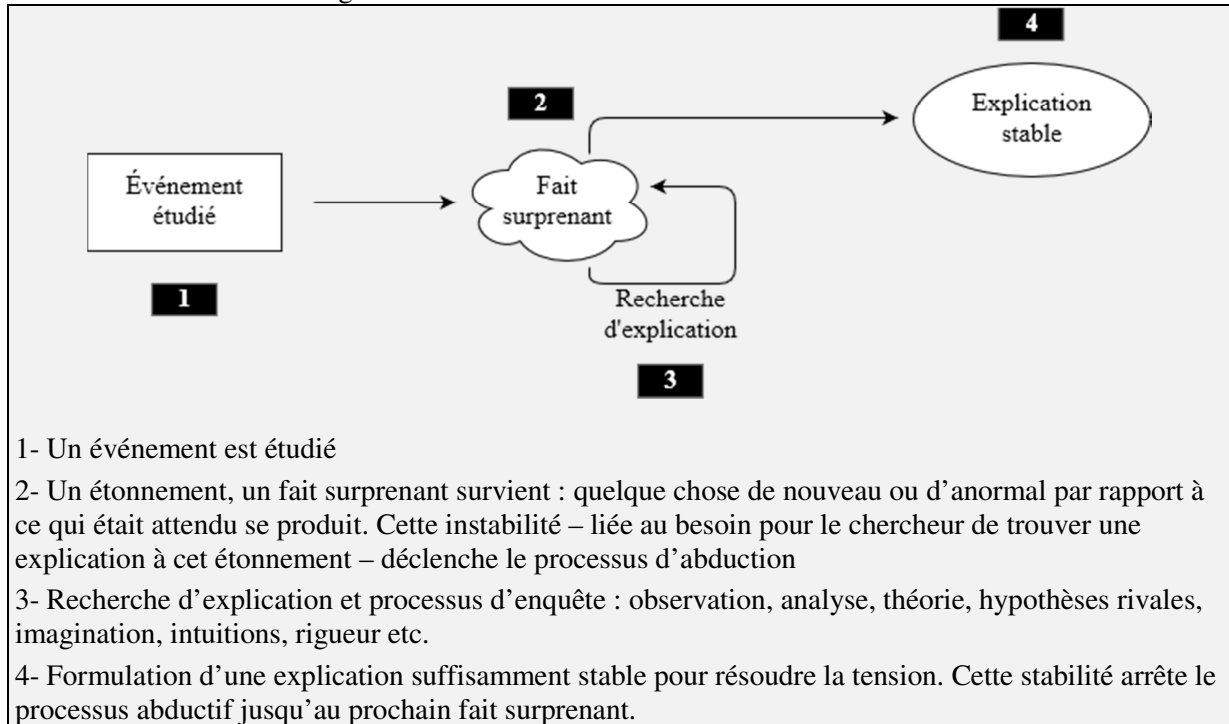 4
Explication
stable
2
Fait
surprenant
Événement
étudié
1
Recherche
d'explication
3
1- Un événement est étudié
2- Un étonnement, un fait surprenant survient : quelque chose de nouveau ou d’anormal par rapport à
ce qui était attendu se produit. Cette instabilité – liée au besoin pour le chercheur de trouver une
explication à cet étonnement – déclenche le processus d’abduction
3- Recherche d’explication et processus d’enquête : observation, analyse, théorie, hypothèses rivales,
imagination, intuitions, rigueur etc.
4- Formulation d’une explication suffisamment stable pour résoudre la tension. Cette stabilité arrête le
processus abductif jusqu’au prochain fait surprenant.